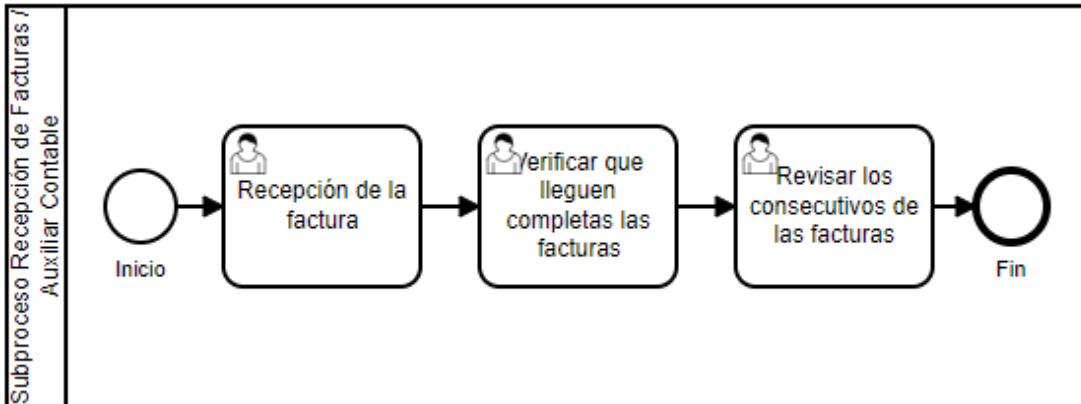 Subproceso Recepción de Facturas /
Auxiliar Contable
Inicio
Recepción de la
factura
Verificar que
lleguen
completas las
facturas
Revisar los
consecutivos de
las facturas
Fin